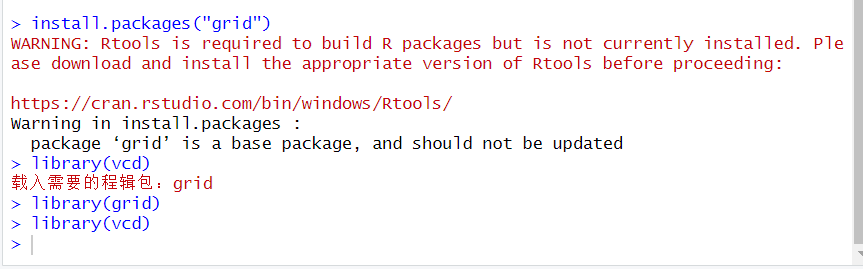 > install.packages("grid")
WARNING: Rtools is required to build R packages but is not currently installed. Ple
ase download and install the appropriate version of Rtools before proceeding:
https://cran.rstudio.com/bin/windows/Rtools/
Warning in install.packages :
  package ‘grid’ is a base package, and should not be updated
> library(vcd)
载入需要的程辑包：grid
> library(grid)
> library(vcd)
>